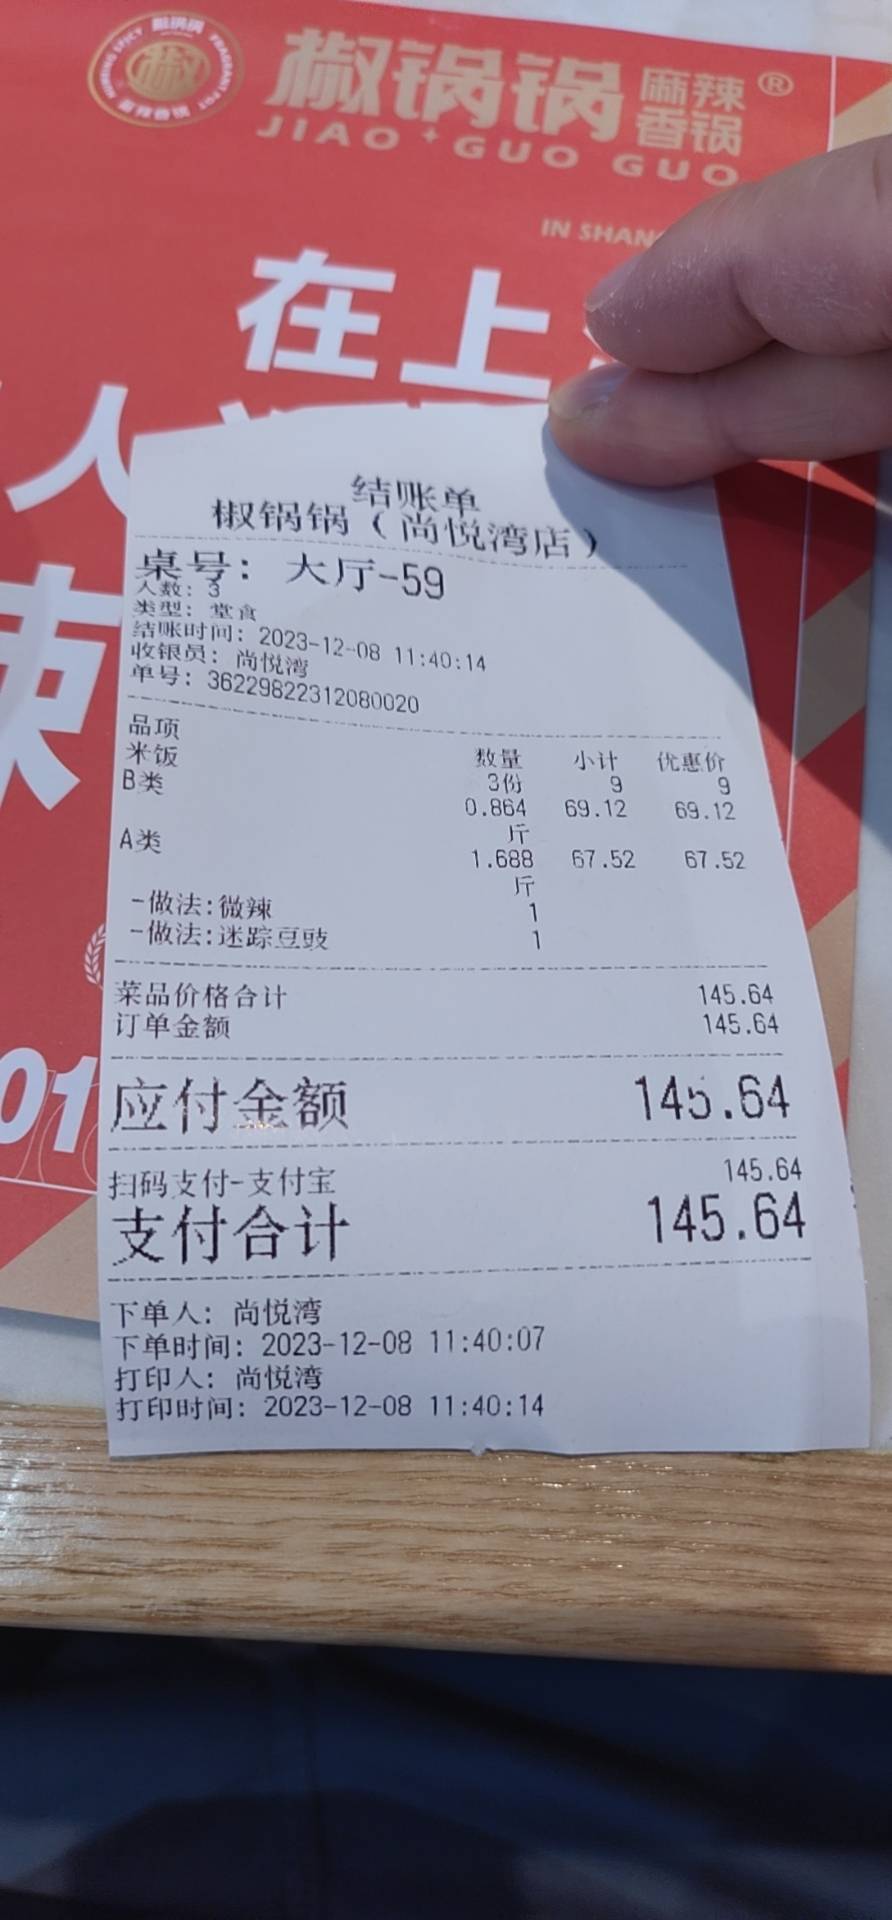 椒锅锅
麻辣香锅
®
JIAO GUO GUO
IN SHAN
在上
人
结账单
椒锅锅（尚悦湾店）
桌号：大厅-59
人数：3
类型：堂食
结账时间：2023-12-08 11:40:14
收银员：尚悦湾
单号：36229822312080020
品项 数量 小计 优惠价
米饭 3份 9 9
B类 0.864斤 69.12 69.12
A类 1.688斤 67.52 67.52
-做法:微辣 1
-做法:迷踪豆豉 1
菜品价格合计 145.64
订单金额 145.64
应付金额 145.64
扫码支付-支付宝 145.64
支付合计 145.64
下单人：尚悦湾
下单时间：2023-12-08 11:40:07
打印人：尚悦湾
打印时间：2023-12-08 11:40:14
01